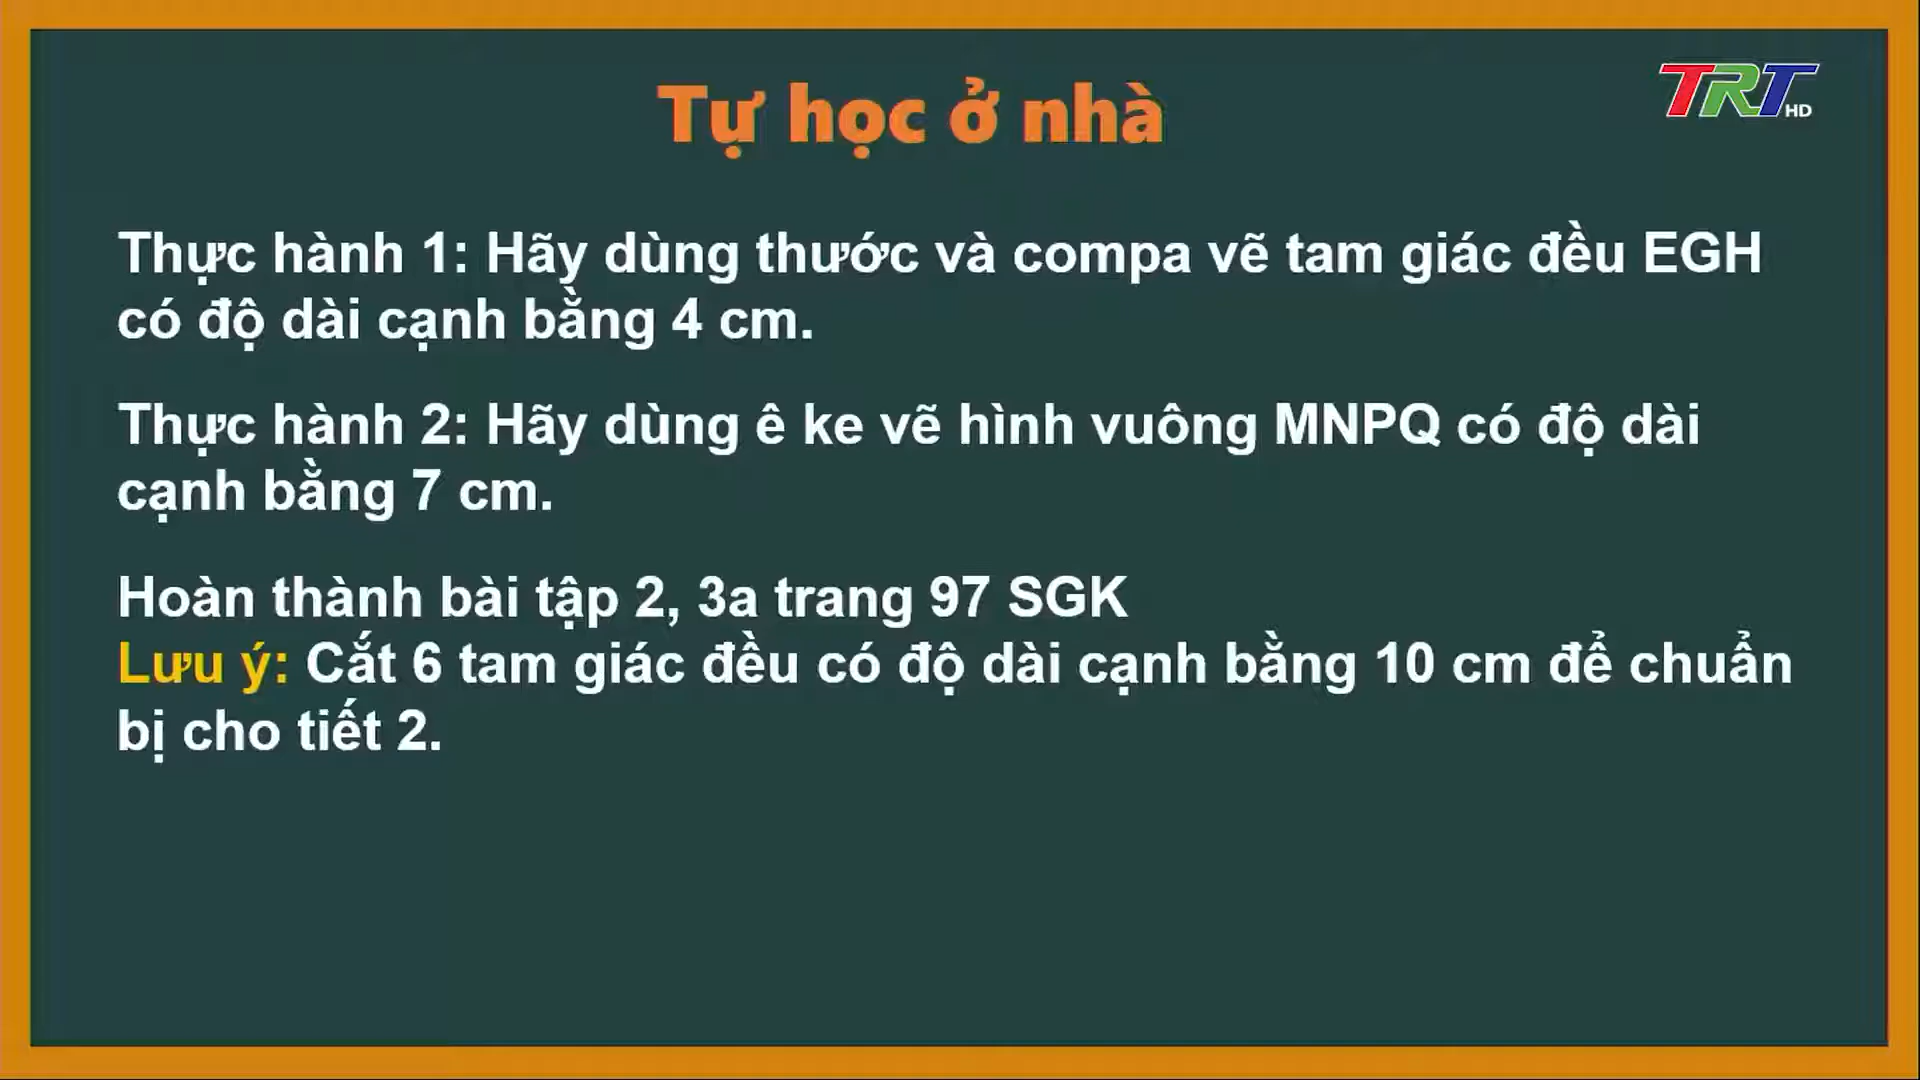 Tự học ở nhà
TRT HD
Thực hành 1: Hãy dùng thước và compa vẽ tam giác đều EGH
có độ dài cạnh bằng 4 cm.
Thực hành 2: Hãy dùng ê ke vẽ hình vuông MNPQ có độ dài
cạnh bằng 7 cm.
Hoàn thành bài tập 2, 3a trang 97 SGK
Lưu ý: Cắt 6 tam giác đều có độ dài cạnh bằng 10 cm để chuẩn
bị cho tiết 2.